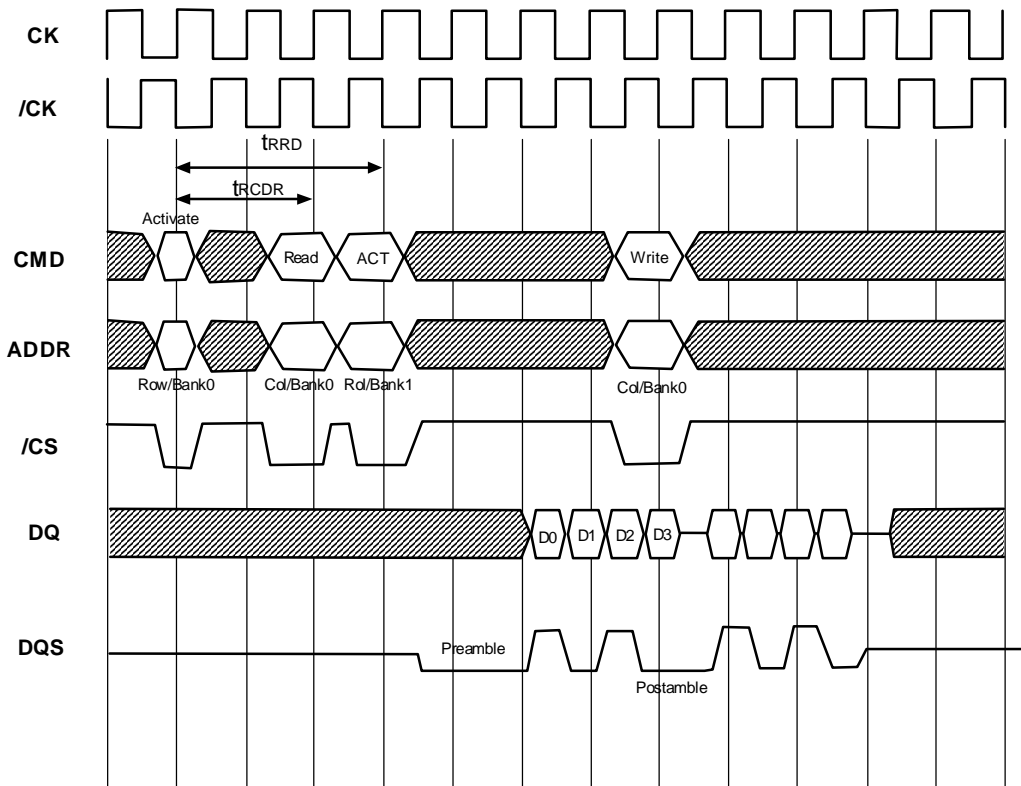 CK
/CK
tRRD
tRCDR
Activate
CMD
Read
ACT
Write
ADDR
Row/Bank0
Col/Bank0
Rol/Bank1
Col/Bank0
/CS
DQ
D0
D1
D2
D3
DQS
Preamble
Postamble